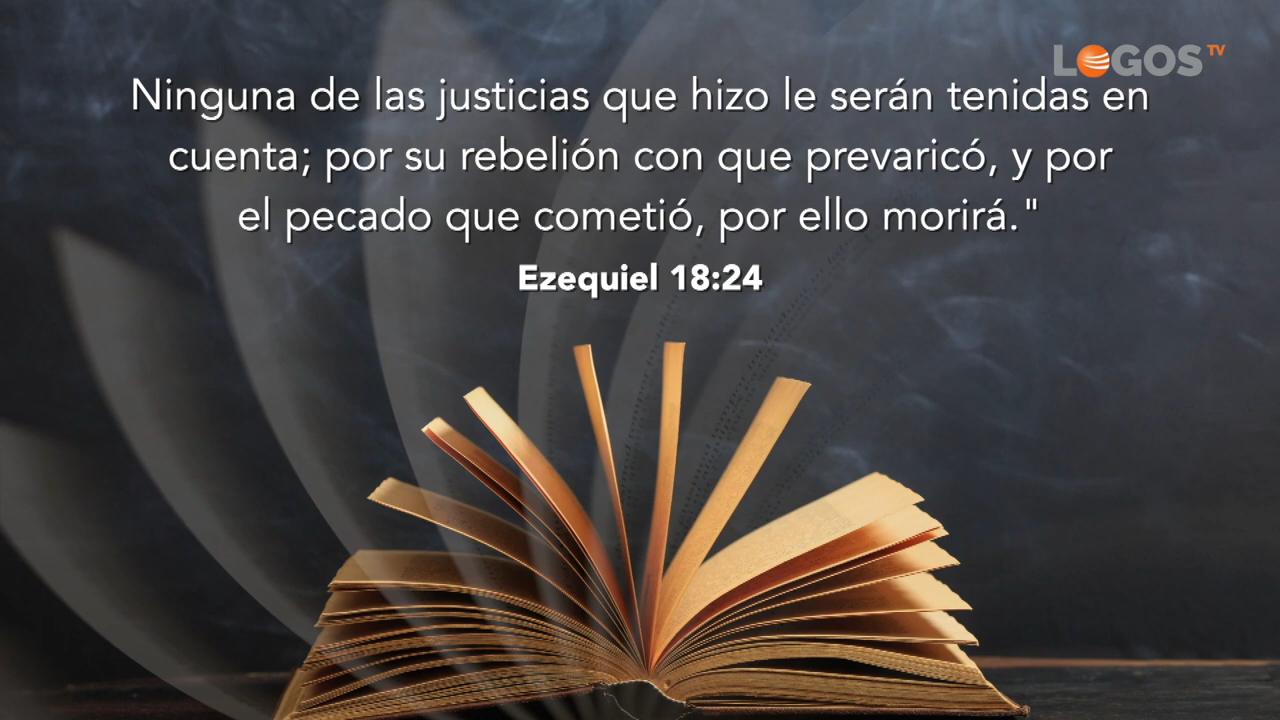 LOGOS TV
Ninguna de las justicias que hizo le serán tenidas en
cuenta; por su rebelión con que prevaricó, y por
el pecado que cometió, por ello morirá."
Ezequiel 18:24